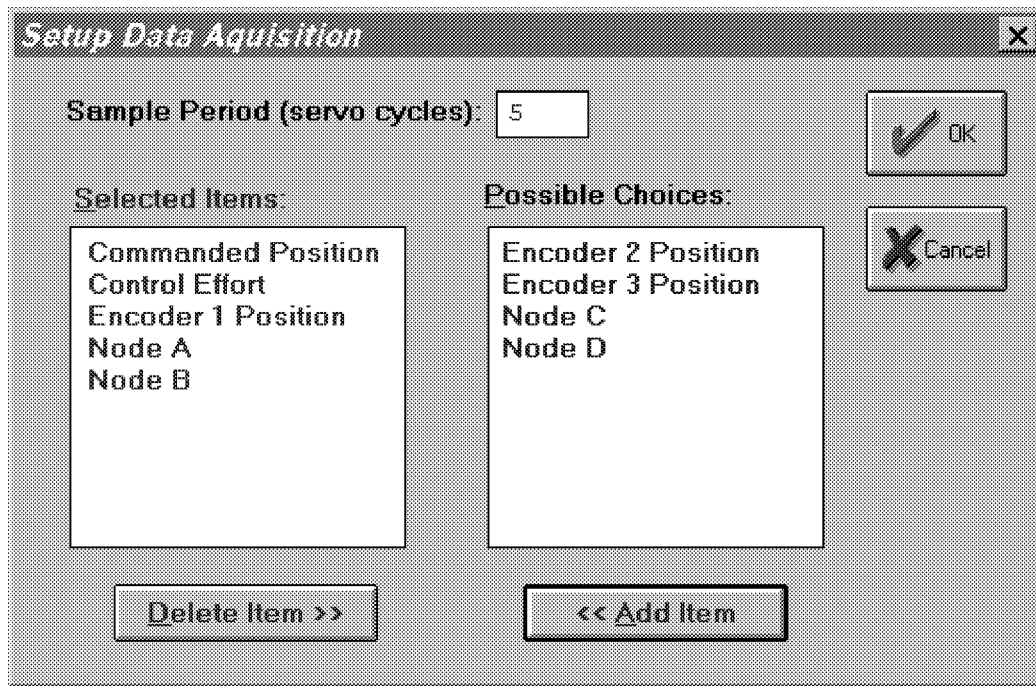 Setup Data Aquisition
Sample Period (servo cycles): 5
OK
Cancel
Selected Items:
Commanded Position
Control Effort
Encoder 1 Position
Node A
Node B
Possible Choices:
Encoder 2 Position
Encoder 3 Position
Node C
Node D
Delete Item >>
<< Add Item